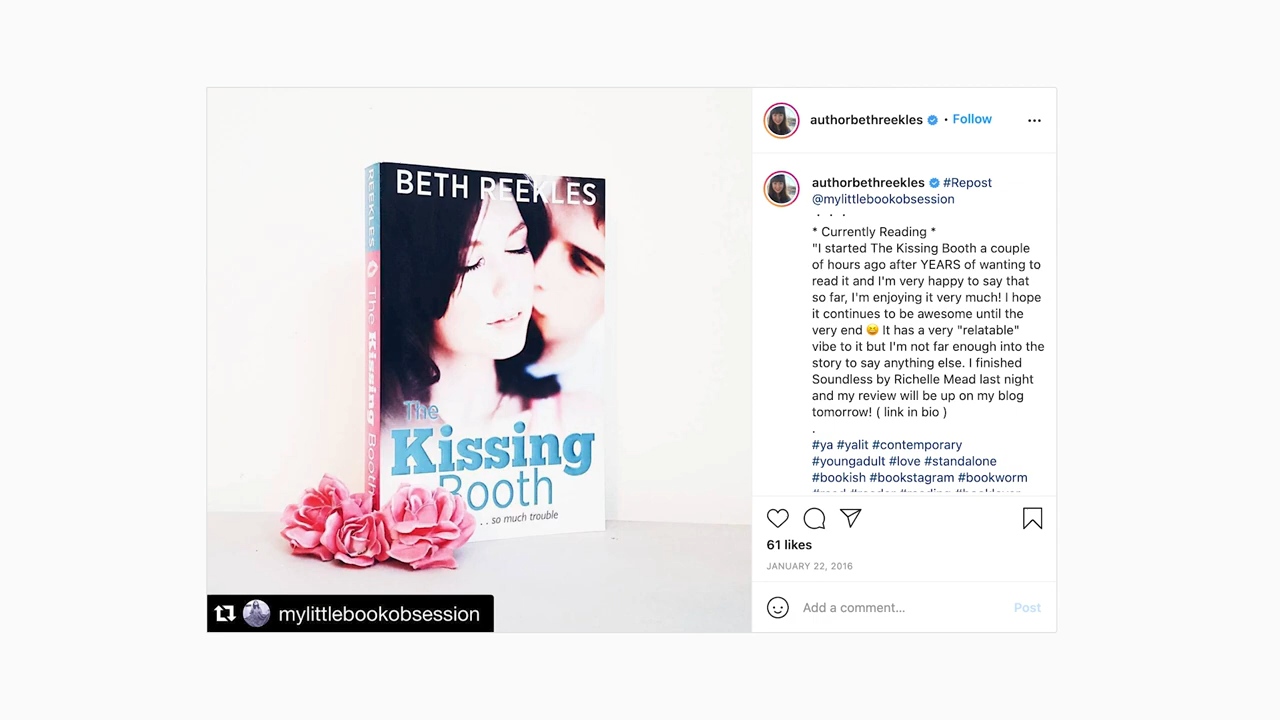 BETH REEKLES
REEKLES
The Kissing Booth
The
Kissing
Booth
. . so much trouble
mylittlebookobsession
authorbethreekles • Follow
authorbethreekles #Repost
@mylittlebookobsession
・・・
* Currently Reading *
"I started The Kissing Booth a couple
of hours ago after YEARS of wanting to
read it and I'm very happy to say that
so far, I'm enjoying it very much! I hope
it continues to be awesome until the
very end 😄 It has a very "relatable"
vibe to it but I'm not far enough into the
story to say anything else. I finished
Soundless by Richelle Mead last night
and my review will be up on my blog
tomorrow! ( link in bio )
.
#ya #yalit #contemporary
#youngadult #love #standalone
#bookish #bookstagram #bookworm
61 likes
JANUARY 22, 2016
Add a comment...
Post